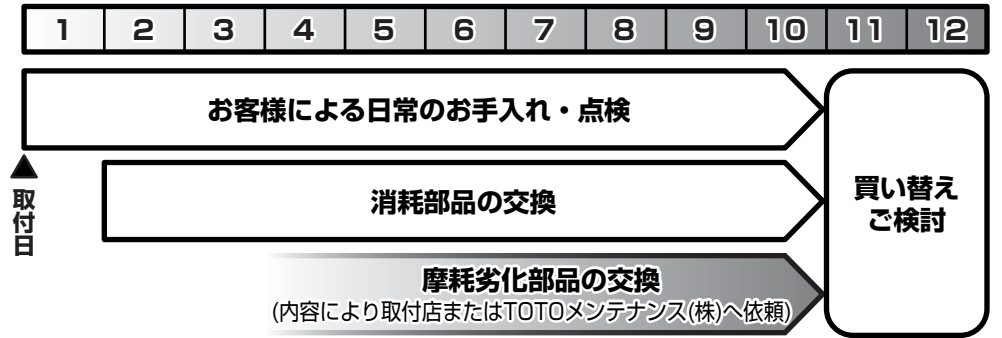 1 2 3 4 5 6 7 8 9 10 11 12
お客様による日常のお手入れ・点検
取付日
消耗部品の交換
買い替え
ご検討
摩耗劣化部品の交換
(内容により取付店またはTOTOメンテナンス(株)へ依頼)